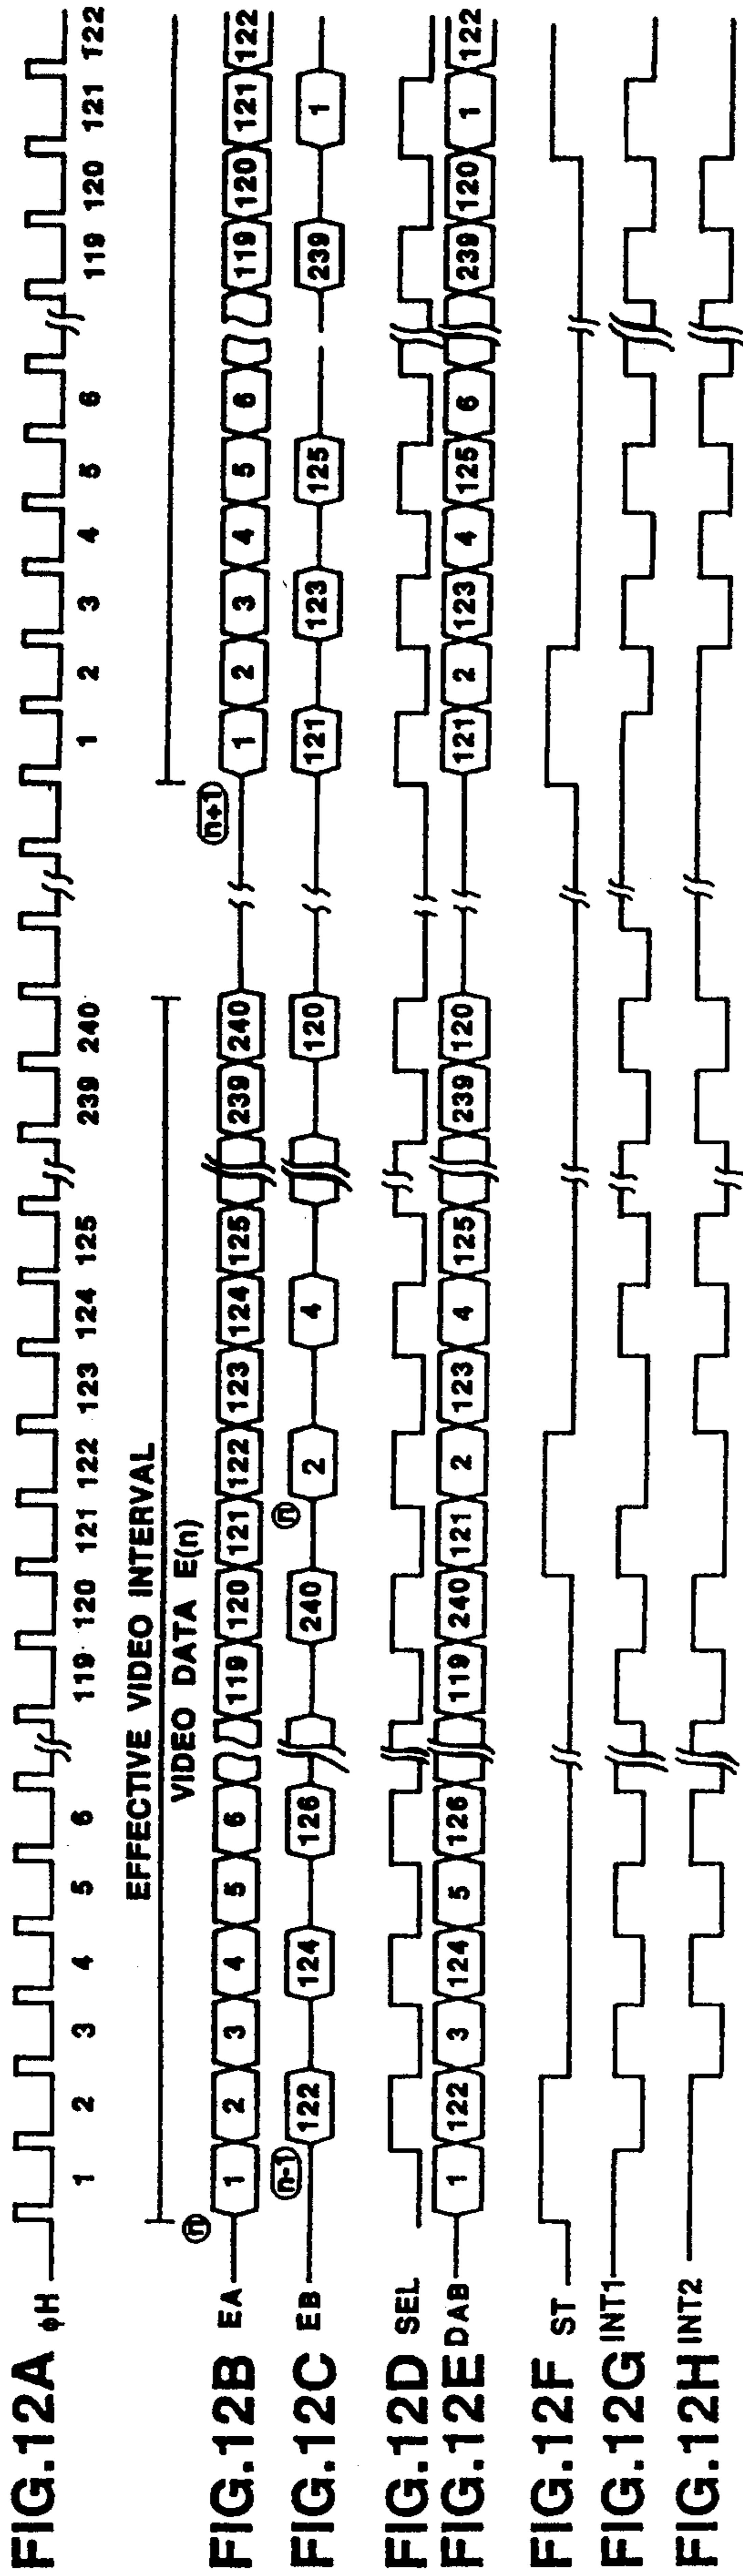 FIG.12A φH 1 2 3 4 5 6 119 120 121 122 123 124 125 239 240 1 2 3 4 5 6 119 120 121 122
EFFECTIVE VIDEO INTERVAL
VIDEO DATA E(n)
n n+1
FIG.12B EA 1 2 3 4 5 6 119 120 121 122 123 124 125 239 240 1 2 3 4 5 6 119 120 121 122
n-1 n
FIG.12C EB 122 124 126 240 2 4 120 121 123 125 239 1
FIG.12D SEL
FIG.12E DAB 1 122 3 124 5 126 119 240 121 2 123 4 125 239 120 121 2 123 4 125 6 239 120 1 122
FIG.12F ST
FIG.12G INT1
FIG.12H INT2